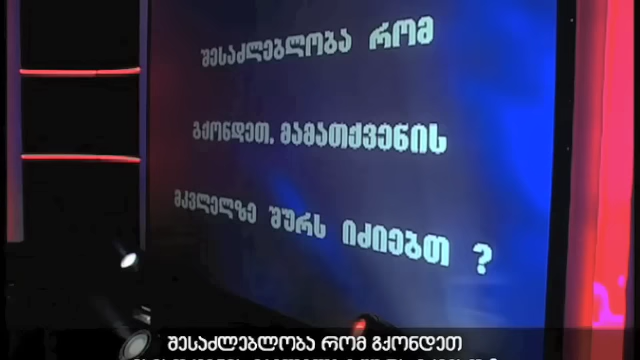 შესაძლებლობა რომ
გქონდეთ, მამათქვენის
მკვლელზე შურს იძიებთ ?
შესაძლებლობა რომ გქონდეთ